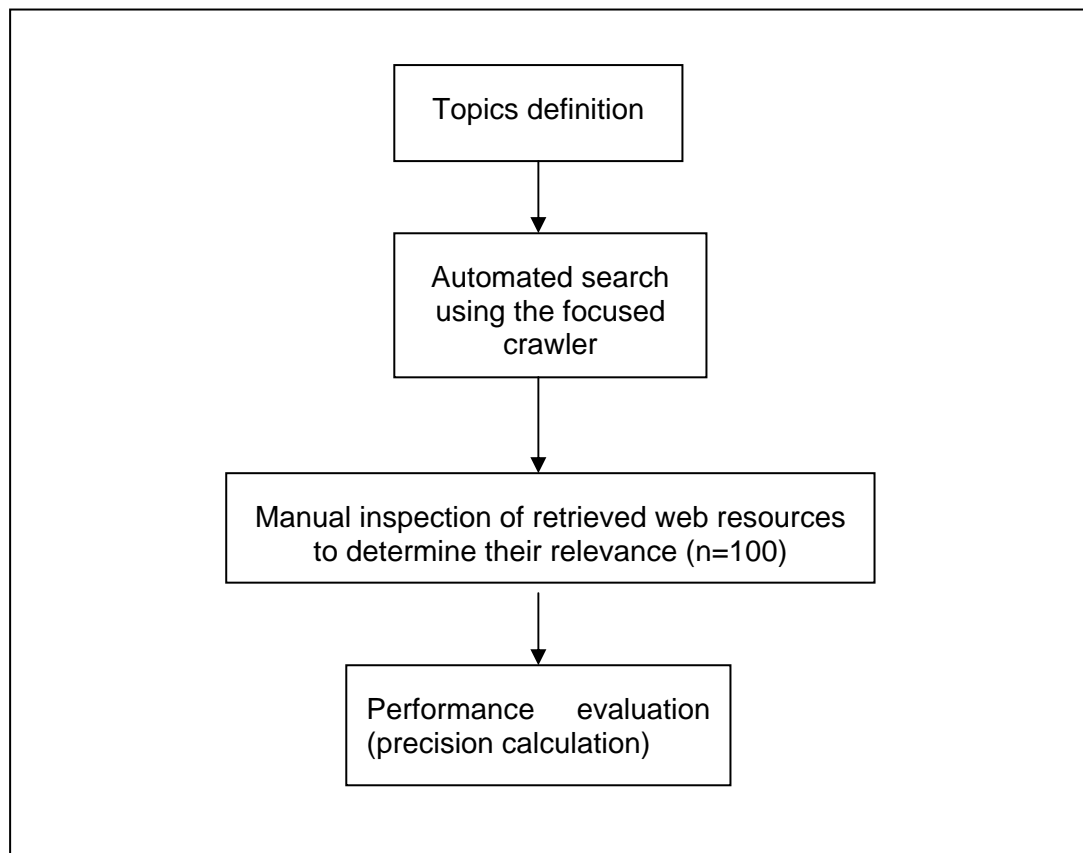 Topics definition
Automated search
using the focused
crawler
Manual inspection of retrieved web resources
to determine their relevance (n=100)
Performance evaluation
(precision calculation)